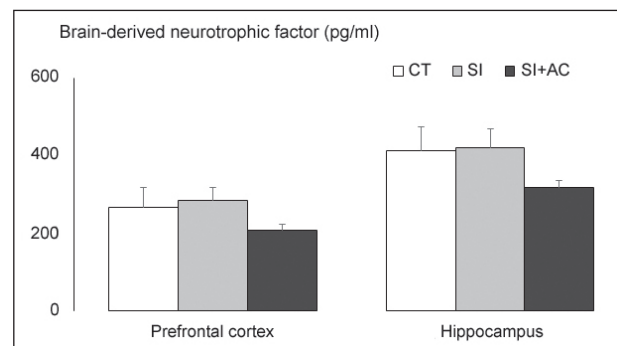 Brain-derived neurotrophic factor (pg/ml)
600
CT SI SI+AC
400
200
0
Prefrontal cortex Hippocampus